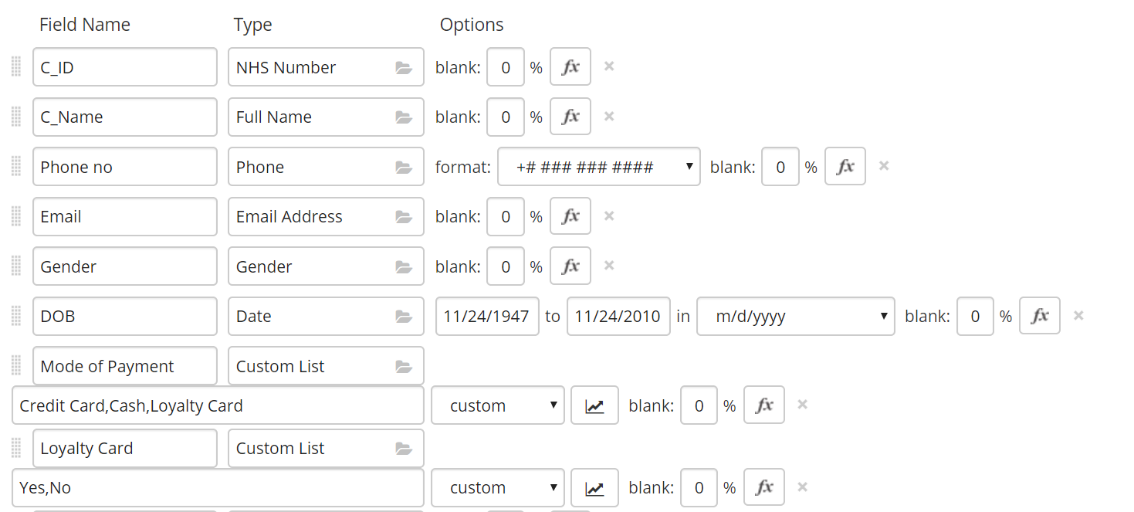 Field Name Type Options
C_ID NHS Number blank: 0 % fx ×
C_Name Full Name blank: 0 % fx ×
Phone no Phone format: +# ### ### #### blank: 0 % fx ×
Email Email Address blank: 0 % fx ×
Gender Gender blank: 0 % fx ×
DOB Date 11/24/1947 to 11/24/2010 in m/d/yyyy blank: 0 % fx ×
Mode of Payment Custom List
Credit Card,Cash,Loyalty Card custom blank: 0 % fx ×
Loyalty Card Custom List
Yes,No custom blank: 0 % fx ×